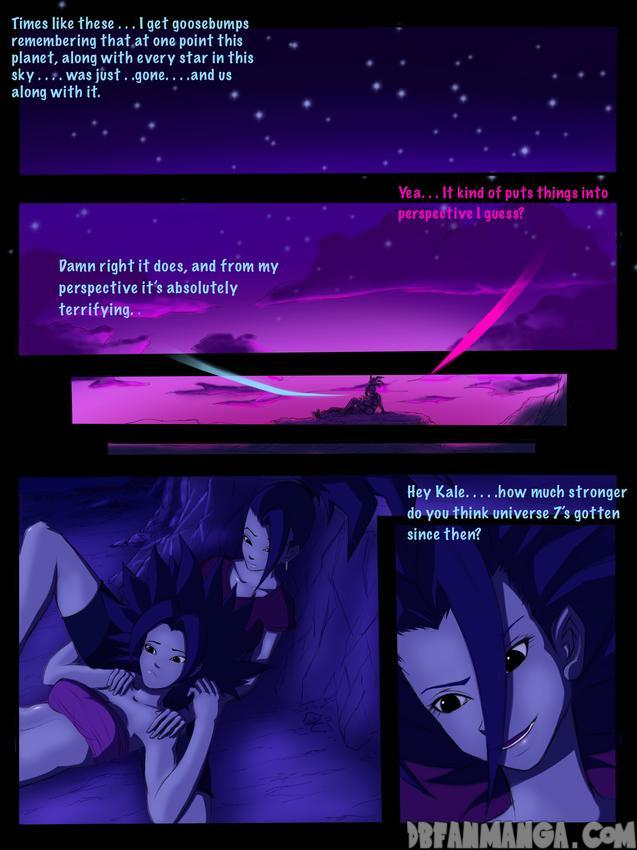 Times like these . . . I get goosebumps
remembering that at one point this
planet, along with every star in this
sky . . . . was just . .gone. . . .and us
along with it.
Yea. . . It kind of puts things into
perspective I guess?
Damn right it does, and from my
perspective it's absolutely
terrifying.
Hey Kale. . . . .how much stronger
do you think universe 7's gotten
since then?
DBFANMANGA.COM